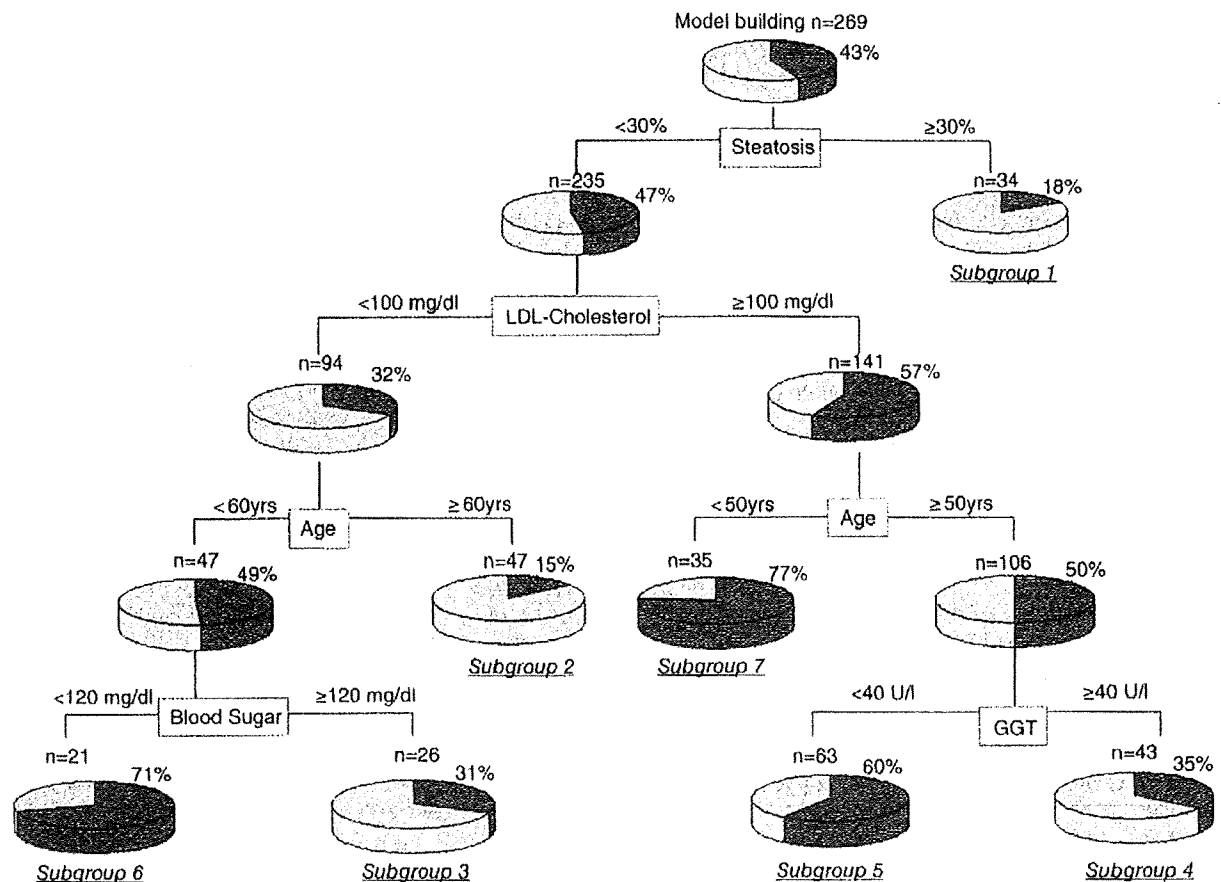 Model building n=269
43%
<30%
Steatosis
≥30%
n=235
47%
n=34
18%
Subgroup 1
<100 mg/dl
LDL-Cholesterol
≥100 mg/dl
n=94
32%
n=141
57%
<60yrs
Age
≥60yrs
<50yrs
Age
≥50yrs
n=47
49%
n=47
15%
Subgroup 2
n=35
77%
Subgroup 7
n=106
50%
<120 mg/dl
Blood Sugar
≥120 mg/dl
<40 U/l
GGT
≥40 U/l
n=21
71%
Subgroup 6
n=26
31%
Subgroup 3
n=63
60%
Subgroup 5
n=43
35%
Subgroup 4